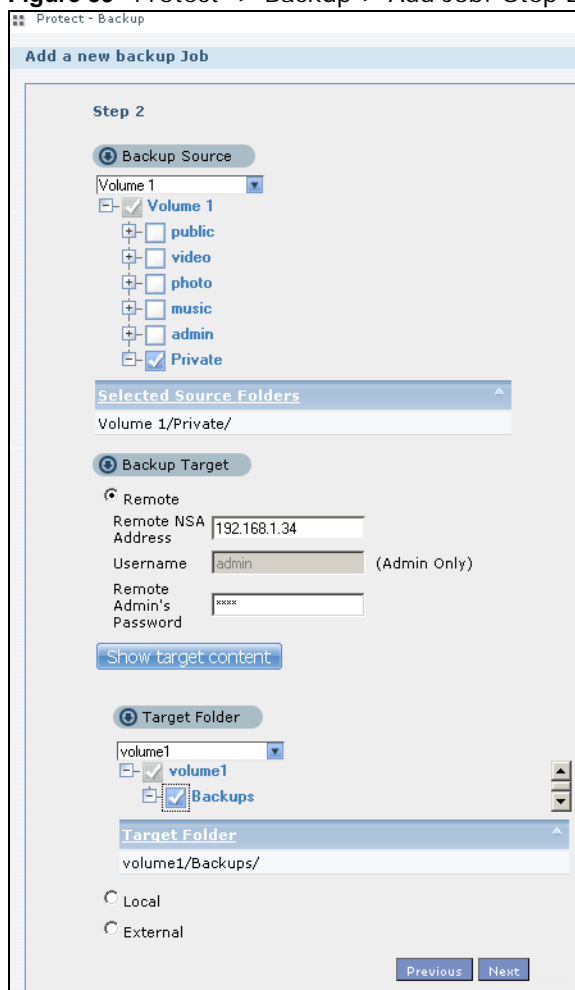 Protect - Backup
Add a new backup Job
Step 2
Backup Source
Volume 1
Volume 1
public
video
photo
music
admin
Private
Selected Source Folders
Volume 1/Private/
Backup Target
Remote
Remote NSA Address
192.168.1.34
Username
admin
(Admin Only)
Remote Admin's Password
****
Show target content
Target Folder
volume1
volume1
Backups
Target Folder
volume1/Backups/
Local
External
Previous
Next